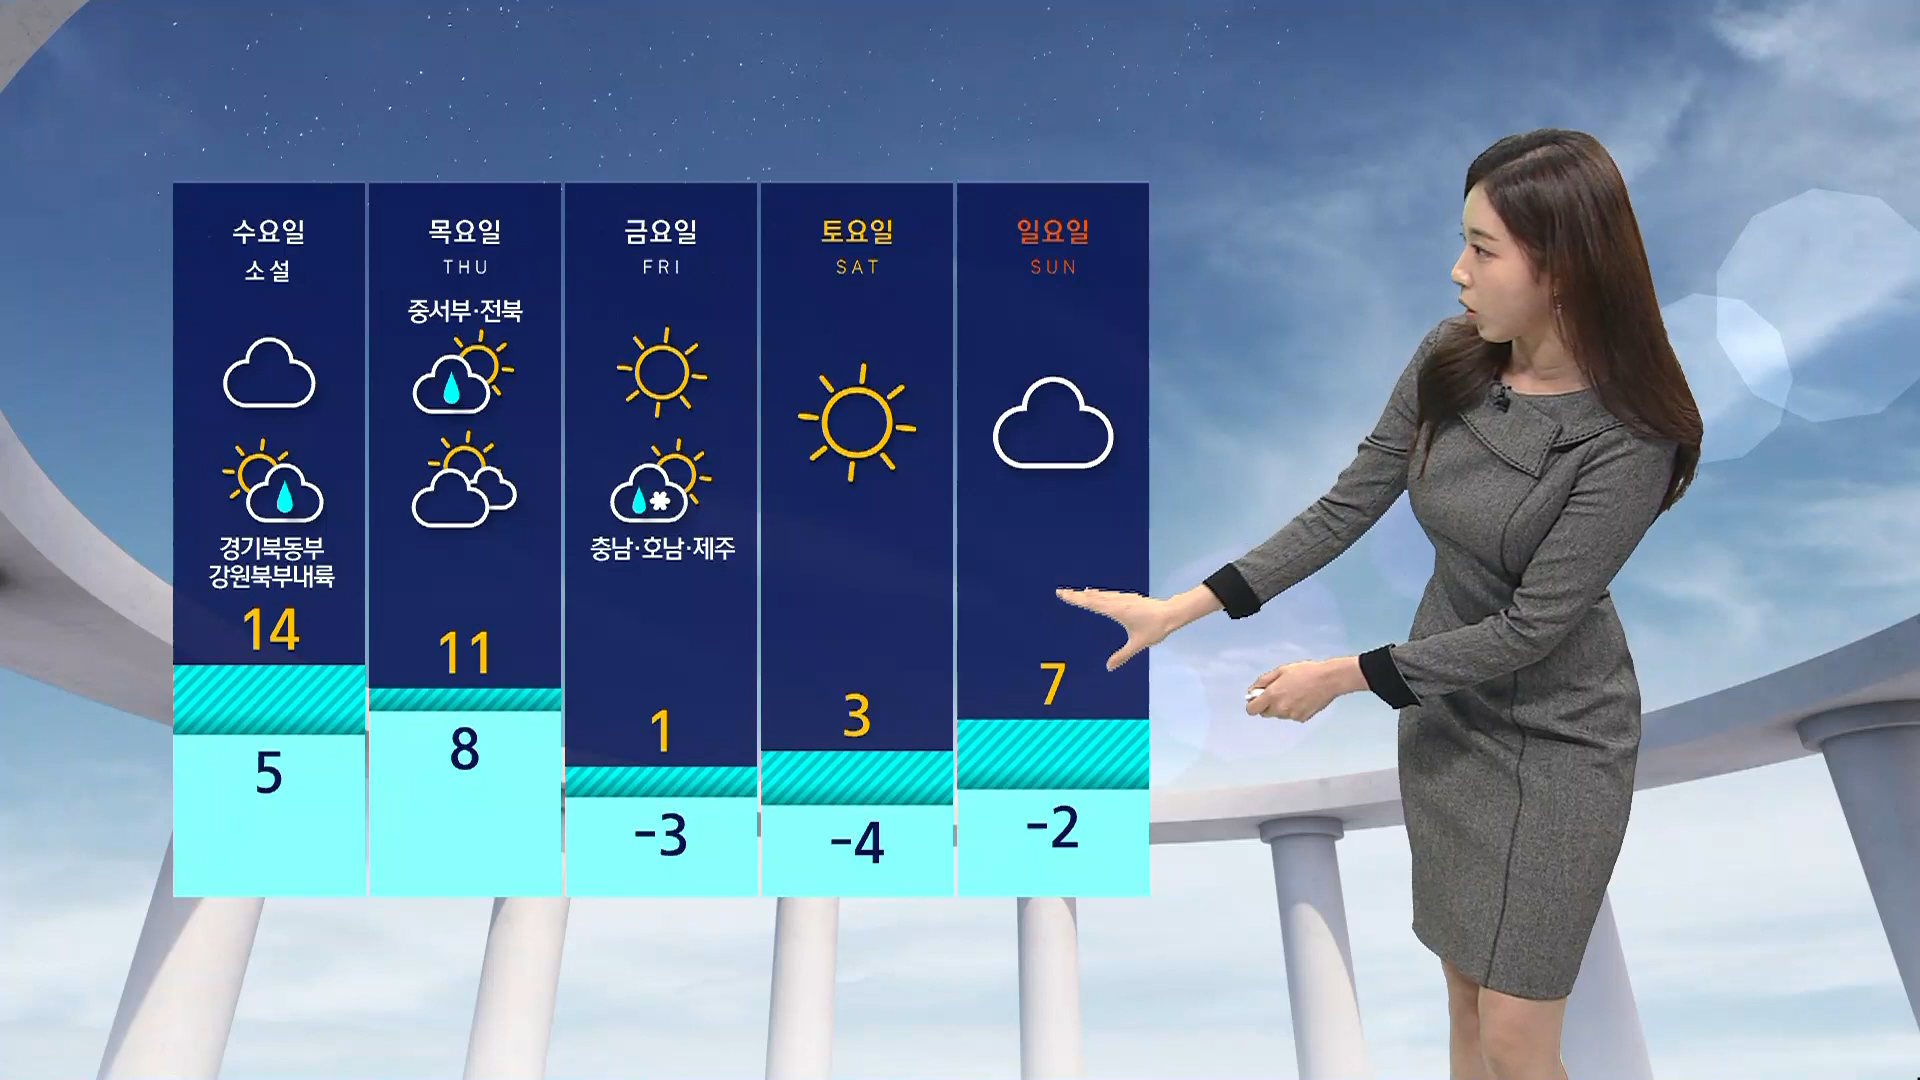 수요일
소설
경기북동부
강원북부내륙
14
5
목요일
THU
중서부·전북
11
8
금요일
FRI
충남·호남·제주
1
-3
토요일
SAT
3
-4
일요일
SUN
7
-2